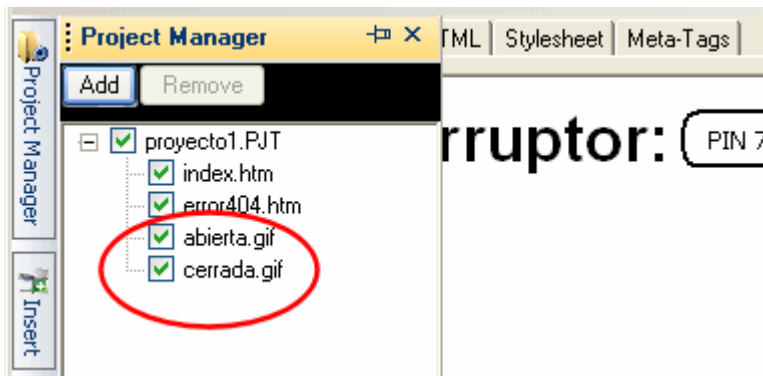 Project Manager
TML Stylesheet Meta-Tags
Add Remove
Project Manager
proyecto1.PJT
rruptor: PIN 7
index.htm
error404.htm
abierta.gif
cerrada.gif
Insert